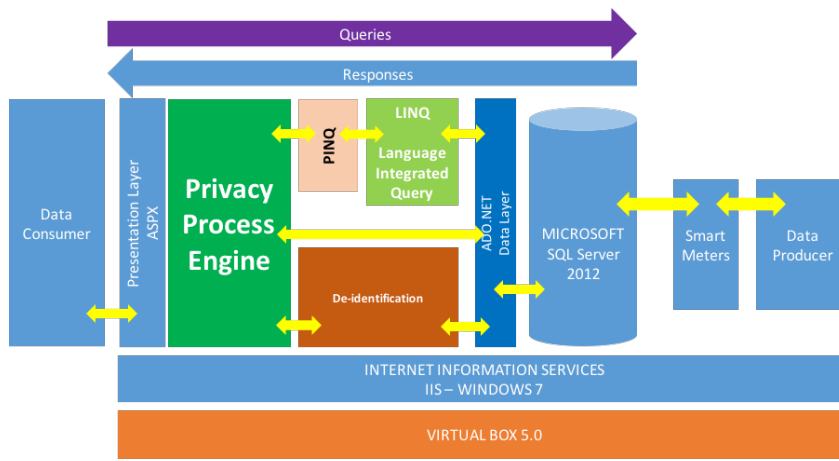 Queries
Responses
Data
Consumer
Presentation Layer
ASPX
Privacy
Process
Engine
PINQ
LINQ
Language
Integrated
Query
De-identification
ADO.NET
Data Layer
MICROSOFT
SQL Server
2012
Smart
Meters
Data
Producer
INTERNET INFORMATION SERVICES
IIS – WINDOWS 7
VIRTUAL BOX 5.0